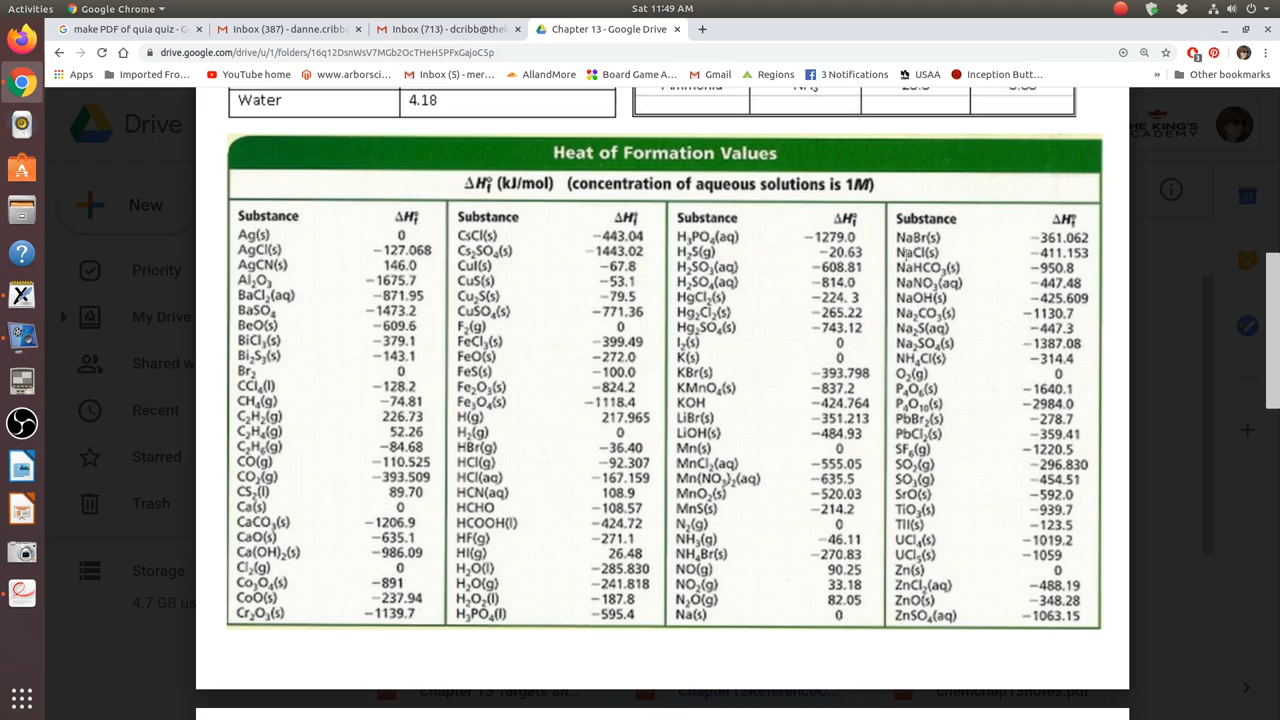 Activities Google Chrome Sat 11:49 AM
make PDF of quia quiz - G Inbox (387) - danne.cribb Inbox (713) - dcribb@thek Chapter 13 - Google Drive
drive.google.com/drive/u/1/folders/16q12DsnWsV7MGb2OcTHeH5PFxGajoC5p
Apps Imported Fro... YouTube home www.arborsci... Inbox (5) - mer... AllandMore Board Game A... Gmail Regions 3 Notifications USAA Inception Butt... » Other bookmarks
Drive
New
Priority
My Drive
Shared w
Recent
Starred
Trash
Storage
4.7 GB us
THE KING'S
ACADEMY
Water 4.18
Heat of Formation Values
ΔH°f (kJ/mol) (concentration of aqueous solutions is 1M)
Substance ΔH°f Substance ΔH°f Substance ΔH°f Substance ΔH°f
Ag(s) 0 CsCl(s) −443.04 H₃PO₄(aq) −1279.0 NaBr(s) −361.062
AgCl(s) −127.068 Cs₂SO₄(s) −1443.02 H₂S(g) −20.63 NaCl(s) −411.153
AgCN(s) 146.0 CuI(s) −67.8 H₂SO₃(aq) −608.81 NaHCO₃(s) −950.8
Al₂O₃ −1675.7 CuS(s) −53.1 H₂SO₄(aq) −814.0 NaNO₃(aq) −447.48
BaCl₂(aq) −871.95 Cu₂S(s) −79.5 HgCl₂(s) −224. 3 NaOH(s) −425.609
BaSO₄ −1473.2 CuSO₄(s) −771.36 Hg₂Cl₂(s) −265.22 Na₂CO₃(s) −1130.7
BeO(s) −609.6 F₂(g) 0 Hg₂SO₄(s) −743.12 Na₂S(aq) −447.3
BiCl₃(s) −379.1 FeCl₃(s) −399.49 I₂(s) 0 Na₂SO₄(s) −1387.08
Bi₂S₃(s) −143.1 FeO(s) −272.0 K(s) 0 NH₄Cl(s) −314.4
Br₂ 0 FeS(s) −100.0 KBr(s) −393.798 O₂(g) 0
CCl₄(l) −128.2 Fe₂O₃(s) −824.2 KMnO₄(s) −837.2 P₄O₆(s) −1640.1
CH₄(g) −74.81 Fe₃O₄(s) −1118.4 KOH −424.764 P₄O₁₀(s) −2984.0
C₂H₂(g) 226.73 H(g) 217.965 LiBr(s) −351.213 PbBr₂(s) −278.7
C₂H₄(g) 52.26 H₂(g) 0 LiOH(s) −484.93 PbCl₂(s) −359.41
C₂H₆(g) −84.68 HBr(g) −36.40 Mn(s) 0 SF₆(g) −1220.5
CO(g) −110.525 HCl(g) −92.307 MnCl₂(aq) −555.05 SO₂(g) −296.830
CO₂(g) −393.509 HCl(aq) −167.159 Mn(NO₃)₂(aq) −635.5 SO₃(g) −454.51
CS₂(l) 89.70 HCN(aq) 108.9 MnO₂(s) −520.03 SrO(s) −592.0
Ca(s) 0 HCHO −108.57 MnS(s) −214.2 TiO₃(s) −939.7
CaCO₃(s) −1206.9 HCOOH(l) −424.72 N₂(g) 0 TlI(s) −123.5
CaO(s) −635.1 HF(g) −271.1 NH₃(g) −46.11 UCl₄(s) −1019.2
Ca(OH)₂(s) −986.09 HI(g) 26.48 NH₄Br(s) −270.83 UCl₅(s) −1059
Cl₂(g) 0 H₂O(l) −285.830 NO(g) 90.25 Zn(s) 0
Co₃O₄(s) −891 H₂O(g) −241.818 NO₂(g) 33.18 ZnCl₂(aq) −488.19
CoO(s) −237.94 H₂O₂(l) −187.8 N₂O(g) 82.05 ZnO(s) −348.28
Cr₂O₃(s) −1139.7 H₃PO₄(l) −595.4 Na(s) 0 ZnSO₄(aq) −1063.15